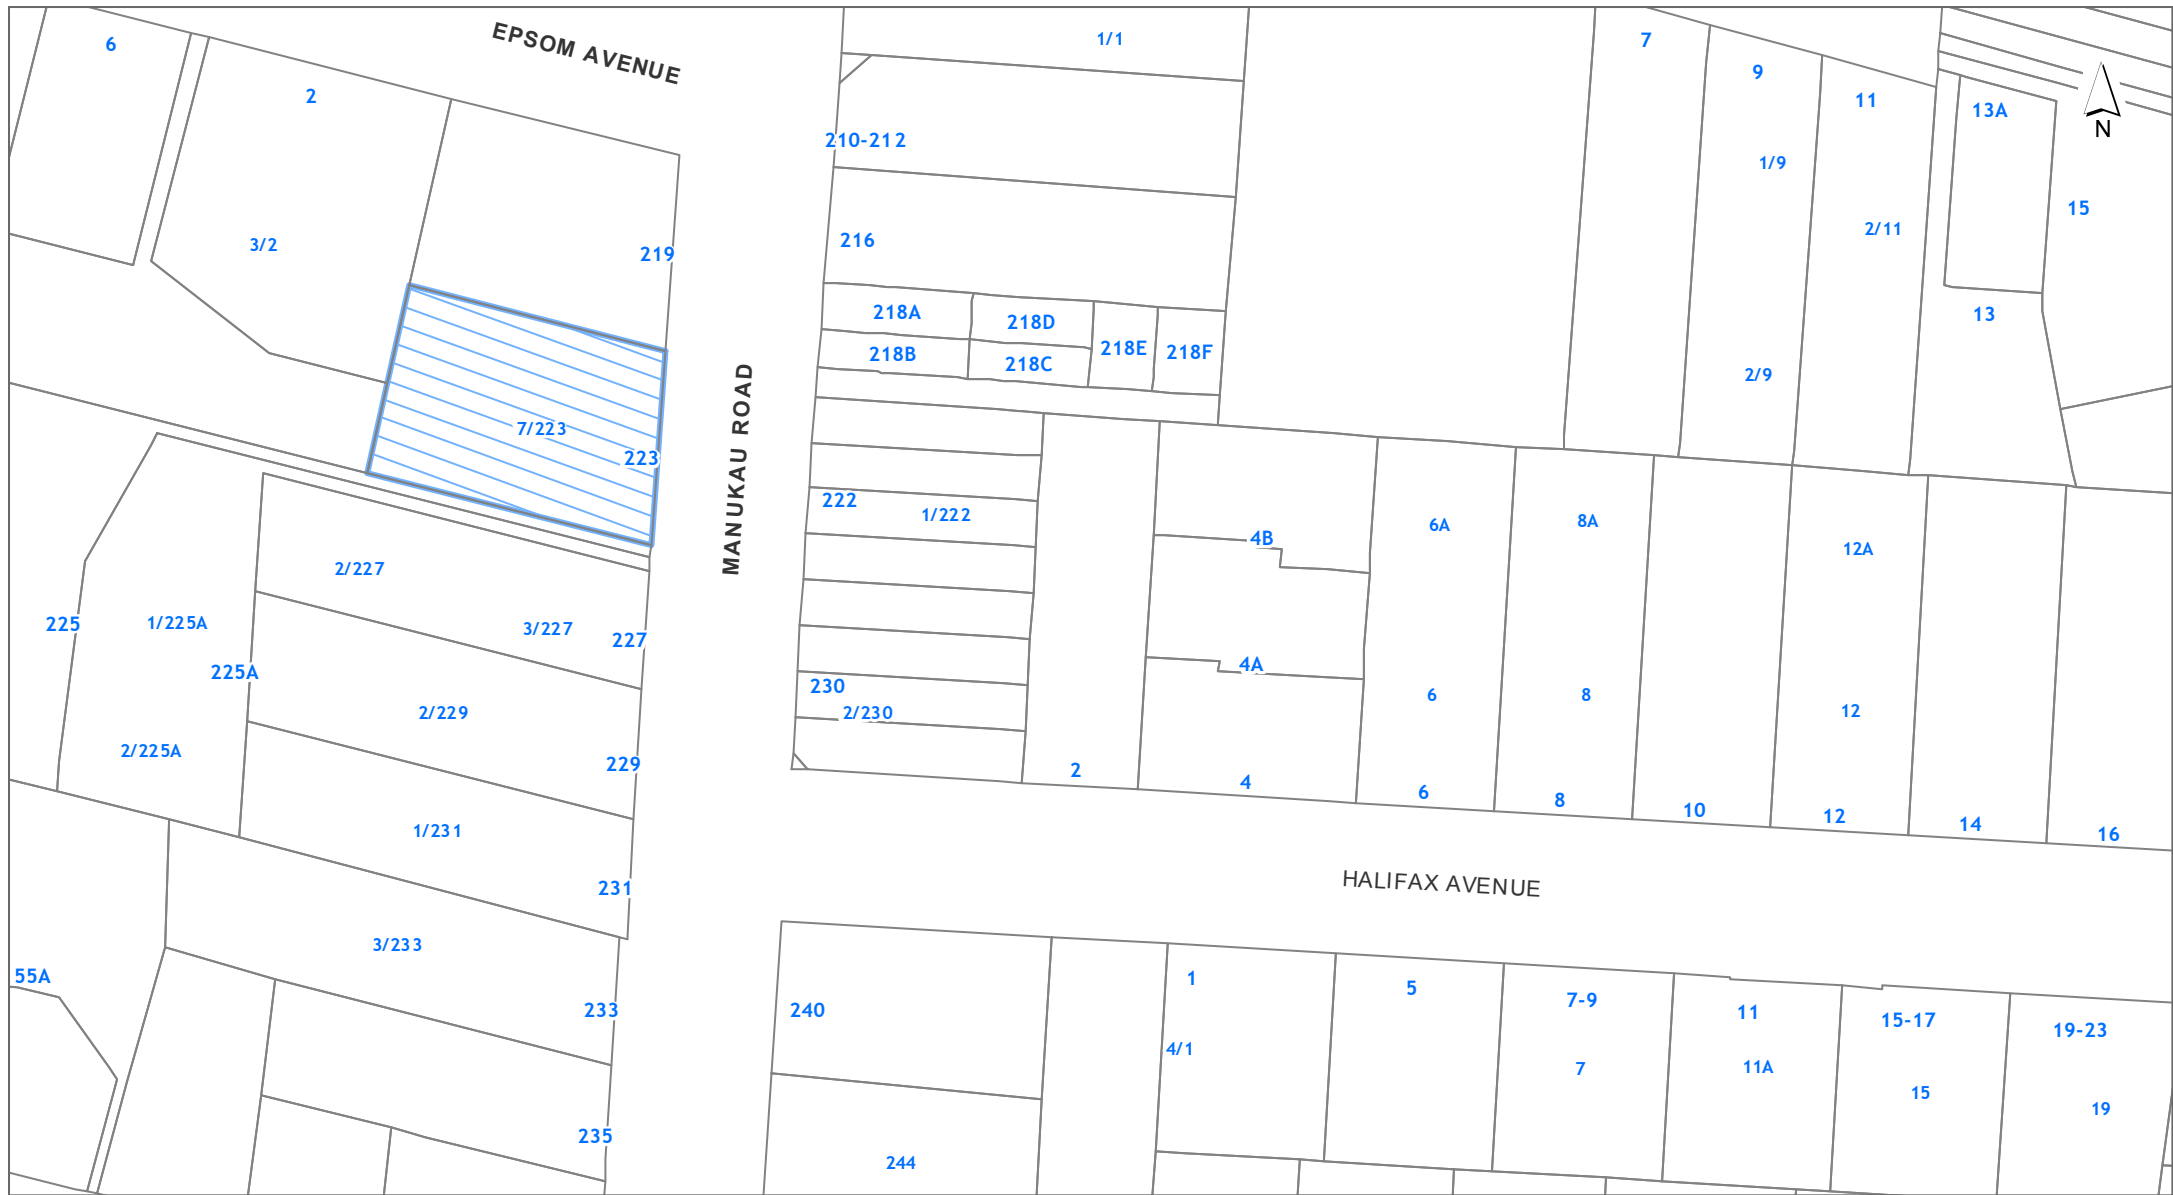 EPSOM AVENUE
6
2
3/2
219
7/223
223
MANUKAU ROAD
1/1
210-212
216
218A
218D
218B
218C
218E
218F
222
1/222
230
2/230
7
9
1/9
2/9
11
2/11
13A
15
13
N
225
1/225A
225A
2/225A
2/227
3/227
227
2/229
229
1/231
231
3/233
233
55A
235
4B
4A
6A
8A
12A
6
8
12
2
4
6
8
10
12
14
16
HALIFAX AVENUE
240
244
1
4/1
5
7-9
7
11
11A
15-17
15
19-23
19